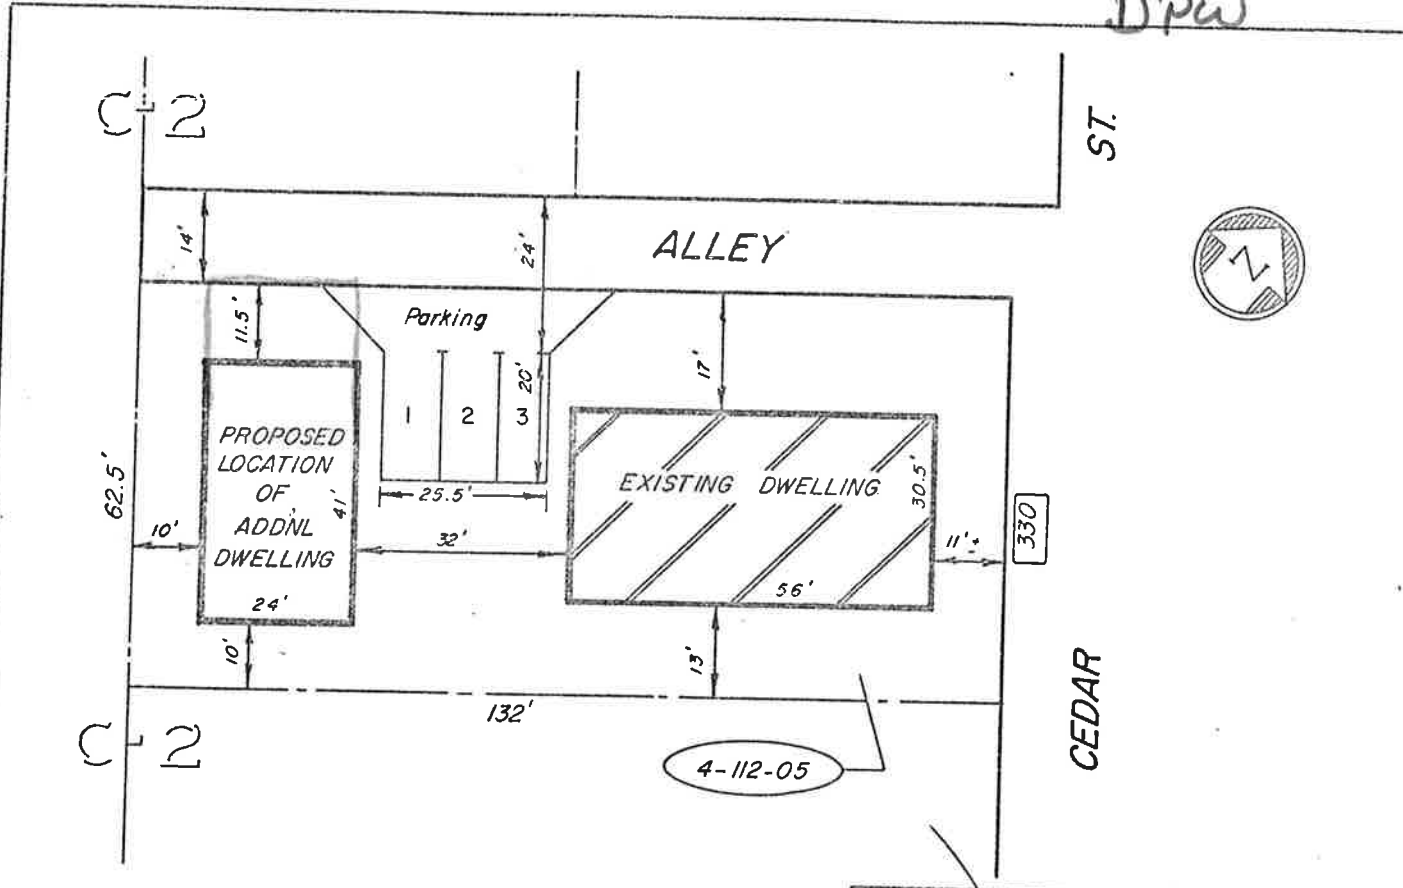 DPW
C-2
ST.
14'
24'
ALLEY
N
11.5'
Parking
17'
20'
1
2
3
PROPOSED
LOCATION
OF
ADDNL
DWELLING
41'
24'
EXISTING DWELLING
30.5'
56'
62.5'
25.5'
10'
32'
11'±
330
10'
13'
132'
C-2
4-112-05
CEDAR